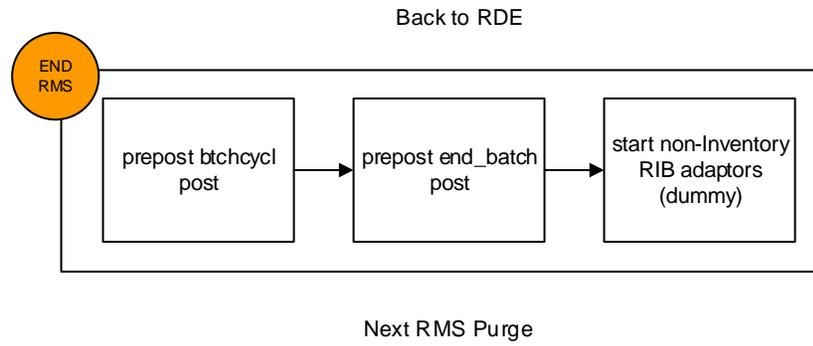 Back to RDE
END
RMS
prepost btchcycl
post
prepost end_batch
post
start non-Inventory
RIB adaptors
(dummy)
Next RMS Purge